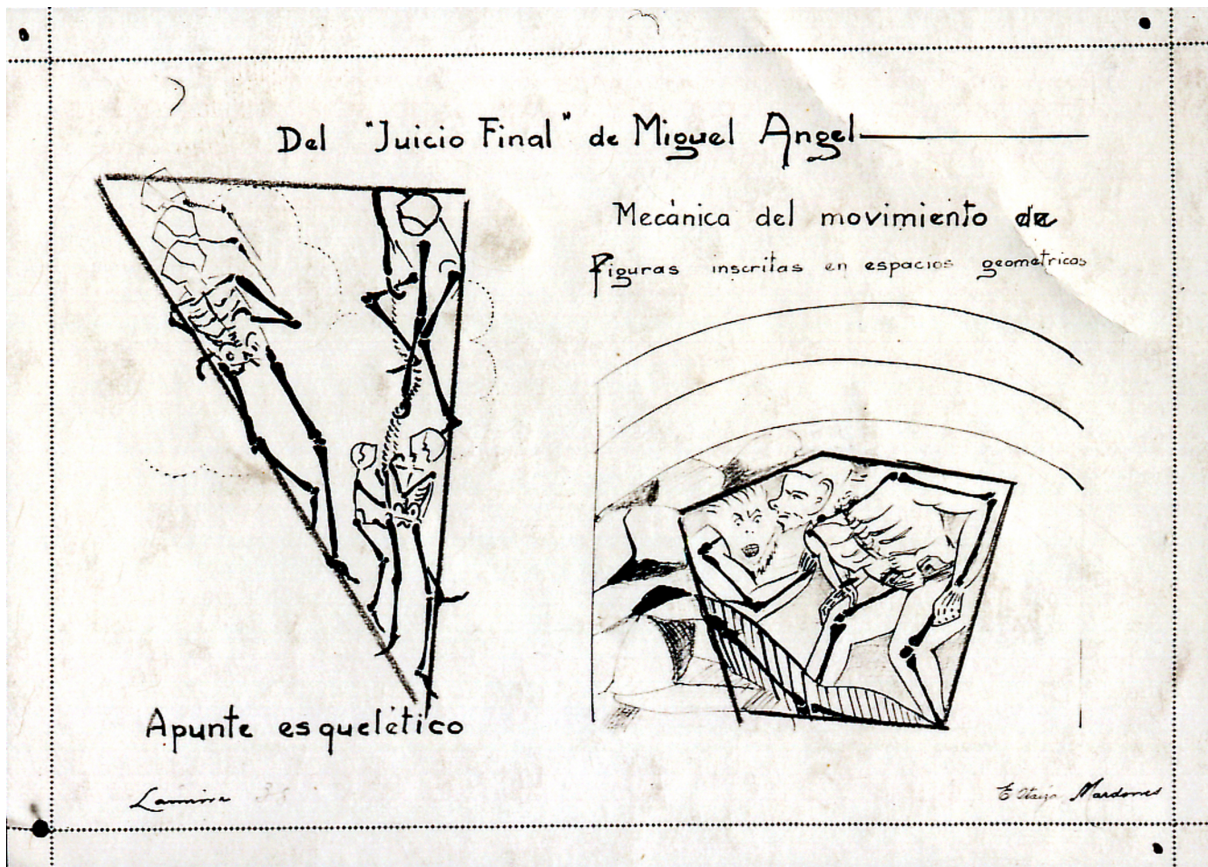 Del "Juicio Final" de Miguel Angel
Mecánica del movimiento de
Figuras inscritas en espacios geometricos
Apunte esquelético
Lamina
E Otaiza Mardones